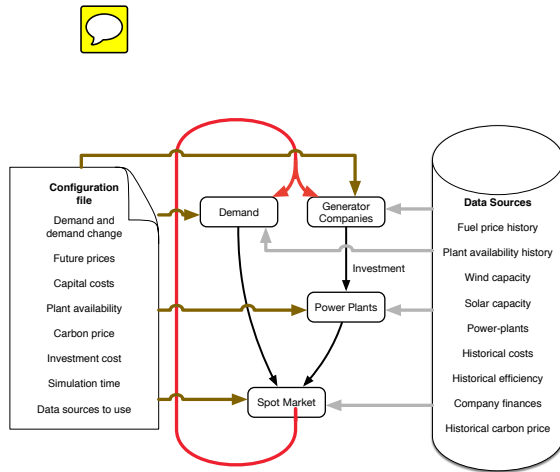 Configuration
file
Demand and
demand change
Future prices
Capital costs
Plant availability
Carbon price
Investment cost
Simulation time
Data sources to use
Demand
Generator
Companies
Investment
Power Plants
Spot Market
Data Sources
Fuel price history
Plant availability history
Wind capacity
Solar capacity
Power-plants
Historical costs
Historical efficiency
Company finances
Historical carbon price